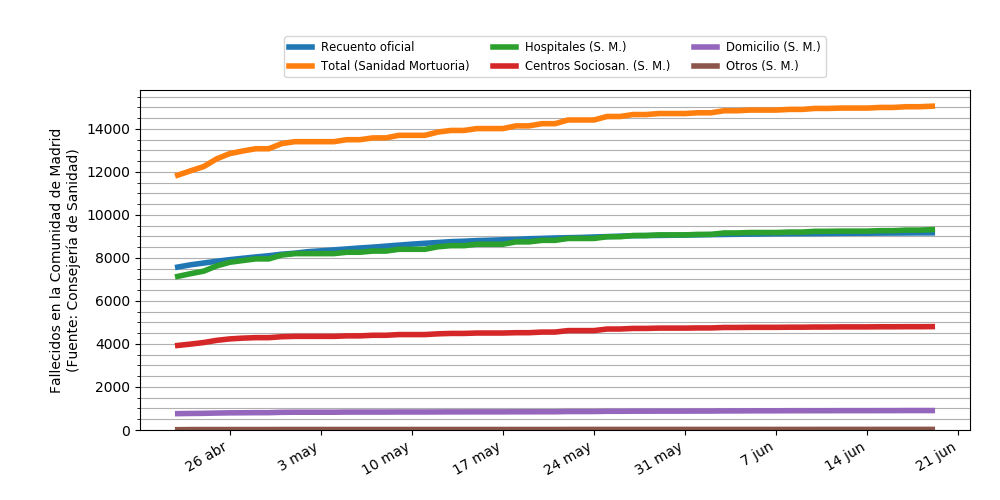 Recuento oficial
Total (Sanidad Mortuoria)
Hospitales (S. M.)
Centros Sociosan. (S. M.)
Domicilio (S. M.)
Otros (S. M.)
Fallecidos en la Comunidad de Madrid
(Fuente: Consejería de Sanidad)
14000
12000
10000
8000
6000
4000
2000
0
26 abr
3 may
10 may
17 may
24 may
31 may
7 jun
14 jun
21 jun